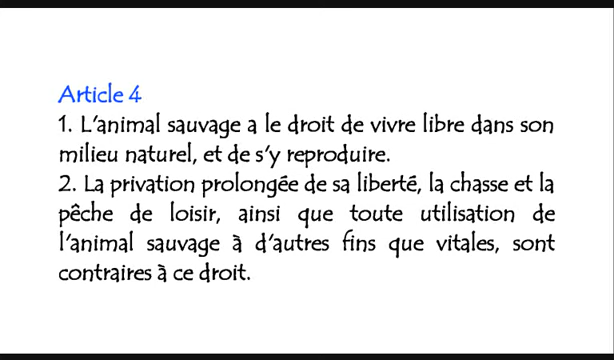 Article 4
1. L'animal sauvage a le droit de vivre libre dans son
milieu naturel, et de s'y reproduire.
2. La privation prolongée de sa liberté, la chasse et la
pêche de loisir, ainsi que toute utilisation de
l'animal sauvage à d'autres fins que vitales, sont
contraires à ce droit.